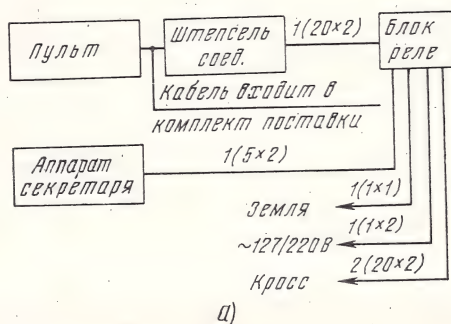 Пульт
Штепсель
соед.
1(20×2)
Блок
реле
Кабель входит в
комплект поставки
Аппарат
секретаря
1(5×2)
1(1×1)
Земля
1(1×2)
~127/220В
2(20×2)
Кросс
а)